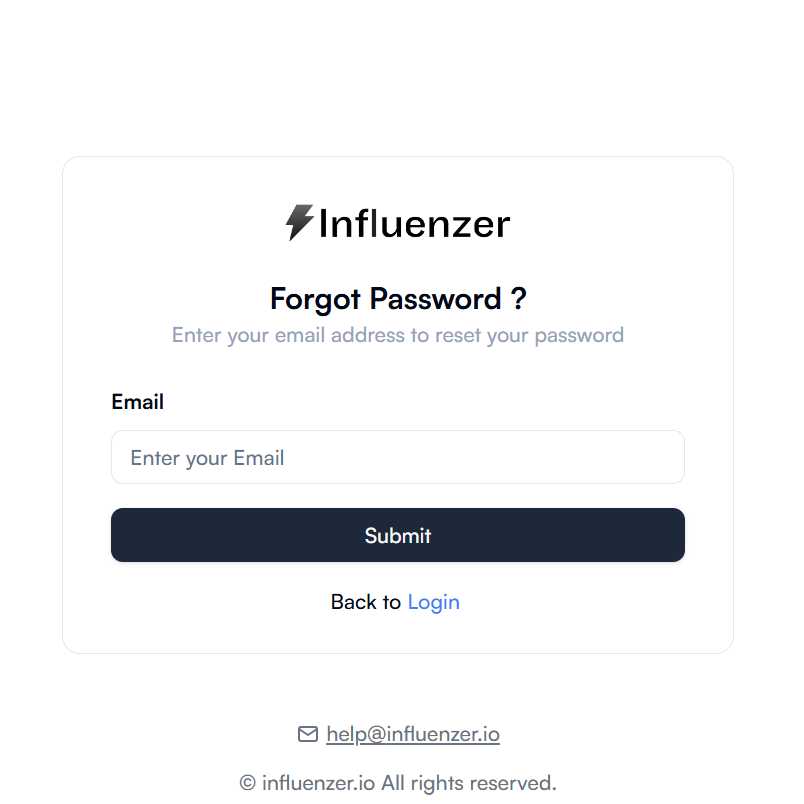 Influenzer
Forgot Password ?
Enter your email address to reset your password
Email
Enter your Email
Submit
Back to Login
help@influenzer.io
© influenzer.io All rights reserved.